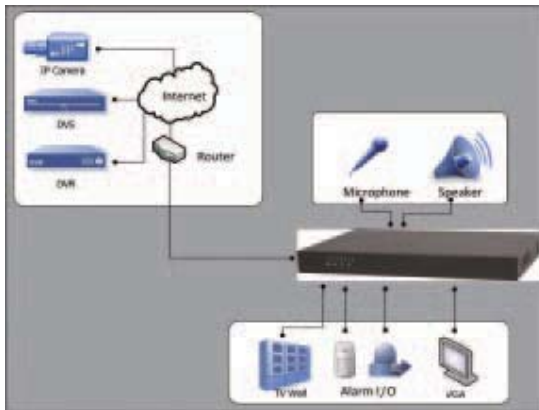 IP Camera
Internet
DVS
Router
DVR
Microphone
Speaker
TV Wall
Alarm I/O
VGA